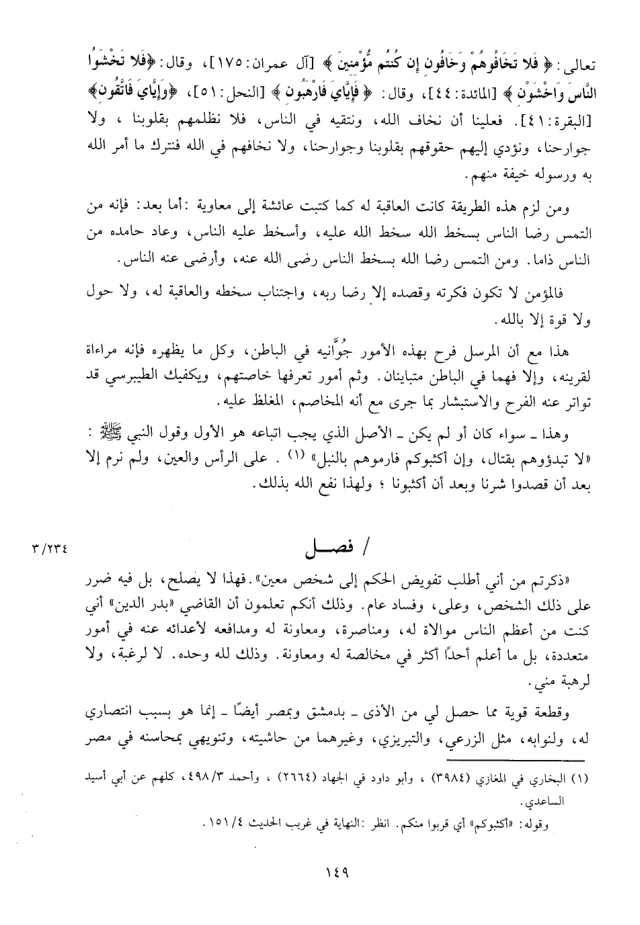 تعالى: ﴿ فَلا تَخَافُوهُمْ وَخَافُونِ إِن كُنتُم مُّؤْمِنِينَ ﴾ [آل عمران: ١٧٥]، وقال: ﴿فَلا تَخْشَوُا
النَّاسَ وَاخْشَوْنِ ﴾ [المائدة: ٤٤]، وقال: ﴿ فَإِيَّايَ فَارْهَبُونِ ﴾ [النحل: ٥١]، ﴿وَإِيَّايَ فَاتَّقُونِ﴾
[البقرة: ٤١]. فعلينا أن نخاف الله، ونتقيه في الناس، فلا نظلمهم بقلوبنا ، ولا
جوارحنا، ونؤدي إليهم حقوقهم بقلوبنا وجوارحنا، ولا نخافهم في الله فنترك ما أمر الله
به ورسوله خيفة منهم.
ومن لزم هذه الطريقة كانت العاقبة له كما كتبت عائشة إلى معاوية :أما بعد: فإنه من
التمس رضا الناس بسخط الله سخط الله عليه، وأسخط عليه الناس، وعاد حامده من
الناس ذاما. ومن التمس رضا الله بسخط الناس رضى الله عنه، وأرضى عنه الناس.
فالمؤمن لا تكون فكرته وقصده إلا رضا ربه، واجتناب سخطه والعاقبة له، ولا حول
ولا قوة إلا بالله.
هذا مع أن المرسل فرح بهذه الأمور جُوَّانيه في الباطن، وكل ما يظهره فإنه مراءاة
لقرينه، وإلا فهما في الباطن متباينان. وثم أمور تعرفها خاصتهم، ويكفيك الطيبرسي قد
تواتر عنه الفرح والاستبشار بما جرى مع أنه المخاصم، المغلظ عليه.
وهذا ـ سواء كان أو لم يكن ـ الأصل الذي يجب اتباعه هو الأول وقول النبي ﷺ :
«لا تبدؤوهم بقتال، وإن أكثبوكم فارموهم بالنبل» (١) . على الرأس والعين، ولم نرم إلا
بعد أن قصدوا شرنا وبعد أن أكثبونا ؛ ولهذا نفع الله بذلك.
/ فصـــل
٣/٢٣٤
«ذكرتم من أني أطلب تفويض الحكم إلى شخص معين».فهذا لا يصلح، بل فيه ضرر
على ذلك الشخص، وعلى، وفساد عام. وذلك أنكم تعلمون أن القاضي «بدر الدين» أني
كنت من أعظم الناس موالاة له، ومناصرة، ومعاونة له ومدافعه لأعدائه عنه في أمور
متعددة، بل ما أعلم أحدًا أكثر في مخالصة له ومعاونة. وذلك لله وحده. لا لرغبة، ولا
لرهبة مني.
وقطعة قوية مما حصل لي من الأذى ـ بدمشق وبمصر أيضًا ـ إنما هو بسبب انتصاري
له، ولنوابه، مثل الزرعي، والتبريزي، وغيرهما من حاشيته، وتنويهي بمحاسنه في مصر
(١) البخاري في المغازي (٣٩٨٤) ، وأبو داود في الجهاد (٢٦٦٤) ، وأحمد ٣/ ٤٩٨، كلهم عن أبي أسيد
الساعدي.
وقوله: «أكثبوكم» أي قربوا منكم. انظر :النهاية في غريب الحديث ٤/ ١٥١.
١٤٩